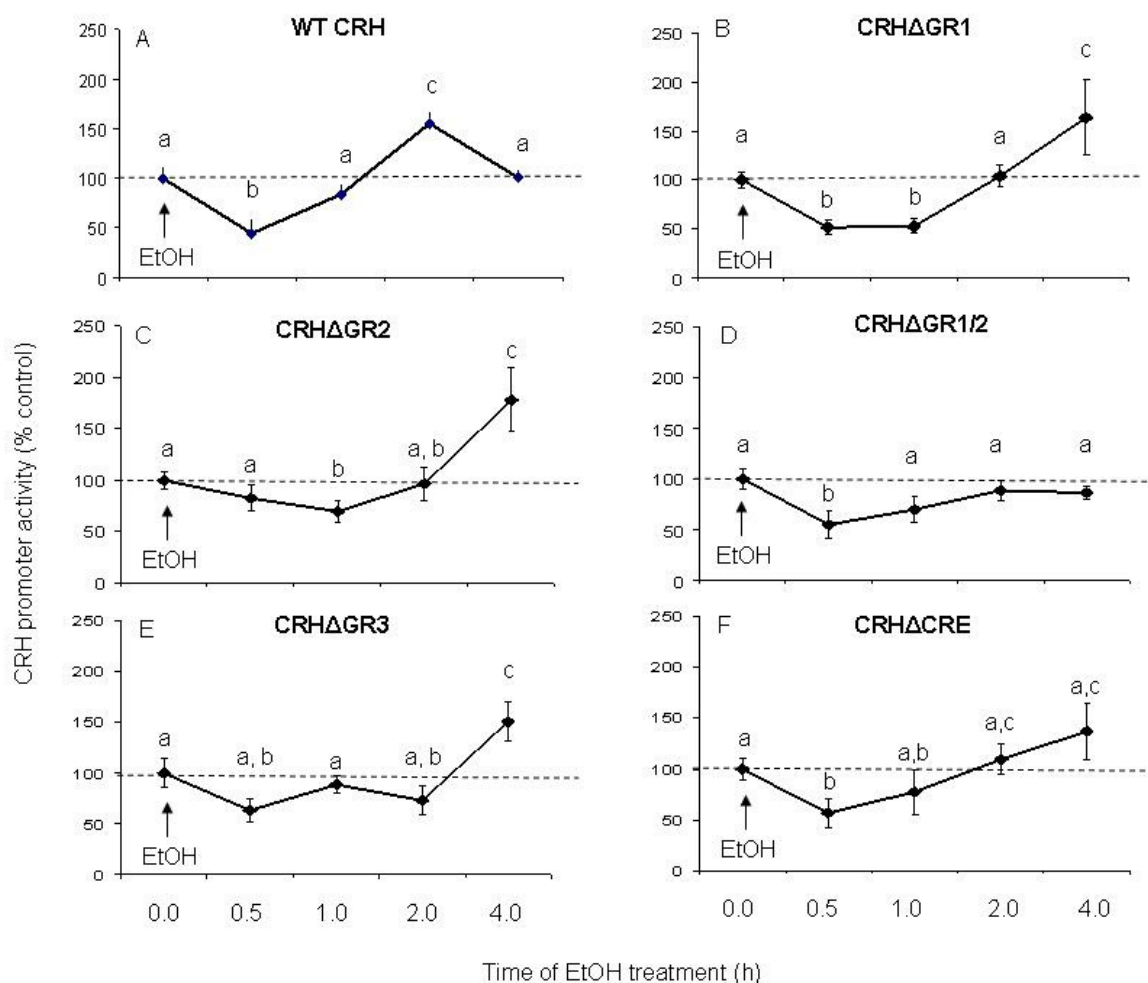 A
WT CRH
250
200
150
100
50
0
a
b
a
c
a
EtOH
B
CRHΔGR1
250
200
150
100
50
0
a
b
b
a
c
EtOH
C
CRHΔGR2
250
200
150
100
50
0
a
a
b
a, b
c
EtOH
D
CRHΔGR1/2
250
200
150
100
50
0
a
b
a
a
a
EtOH
E
CRHΔGR3
250
200
150
100
50
0
a
a, b
a
a, b
c
EtOH
0.0 0.5 1.0 2.0 4.0
F
CRHΔCRE
250
200
150
100
50
0
a
b
a,b
a,c
a,c
EtOH
0.0 0.5 1.0 2.0 4.0
CRH promoter activity (% control)
Time of EtOH treatment (h)